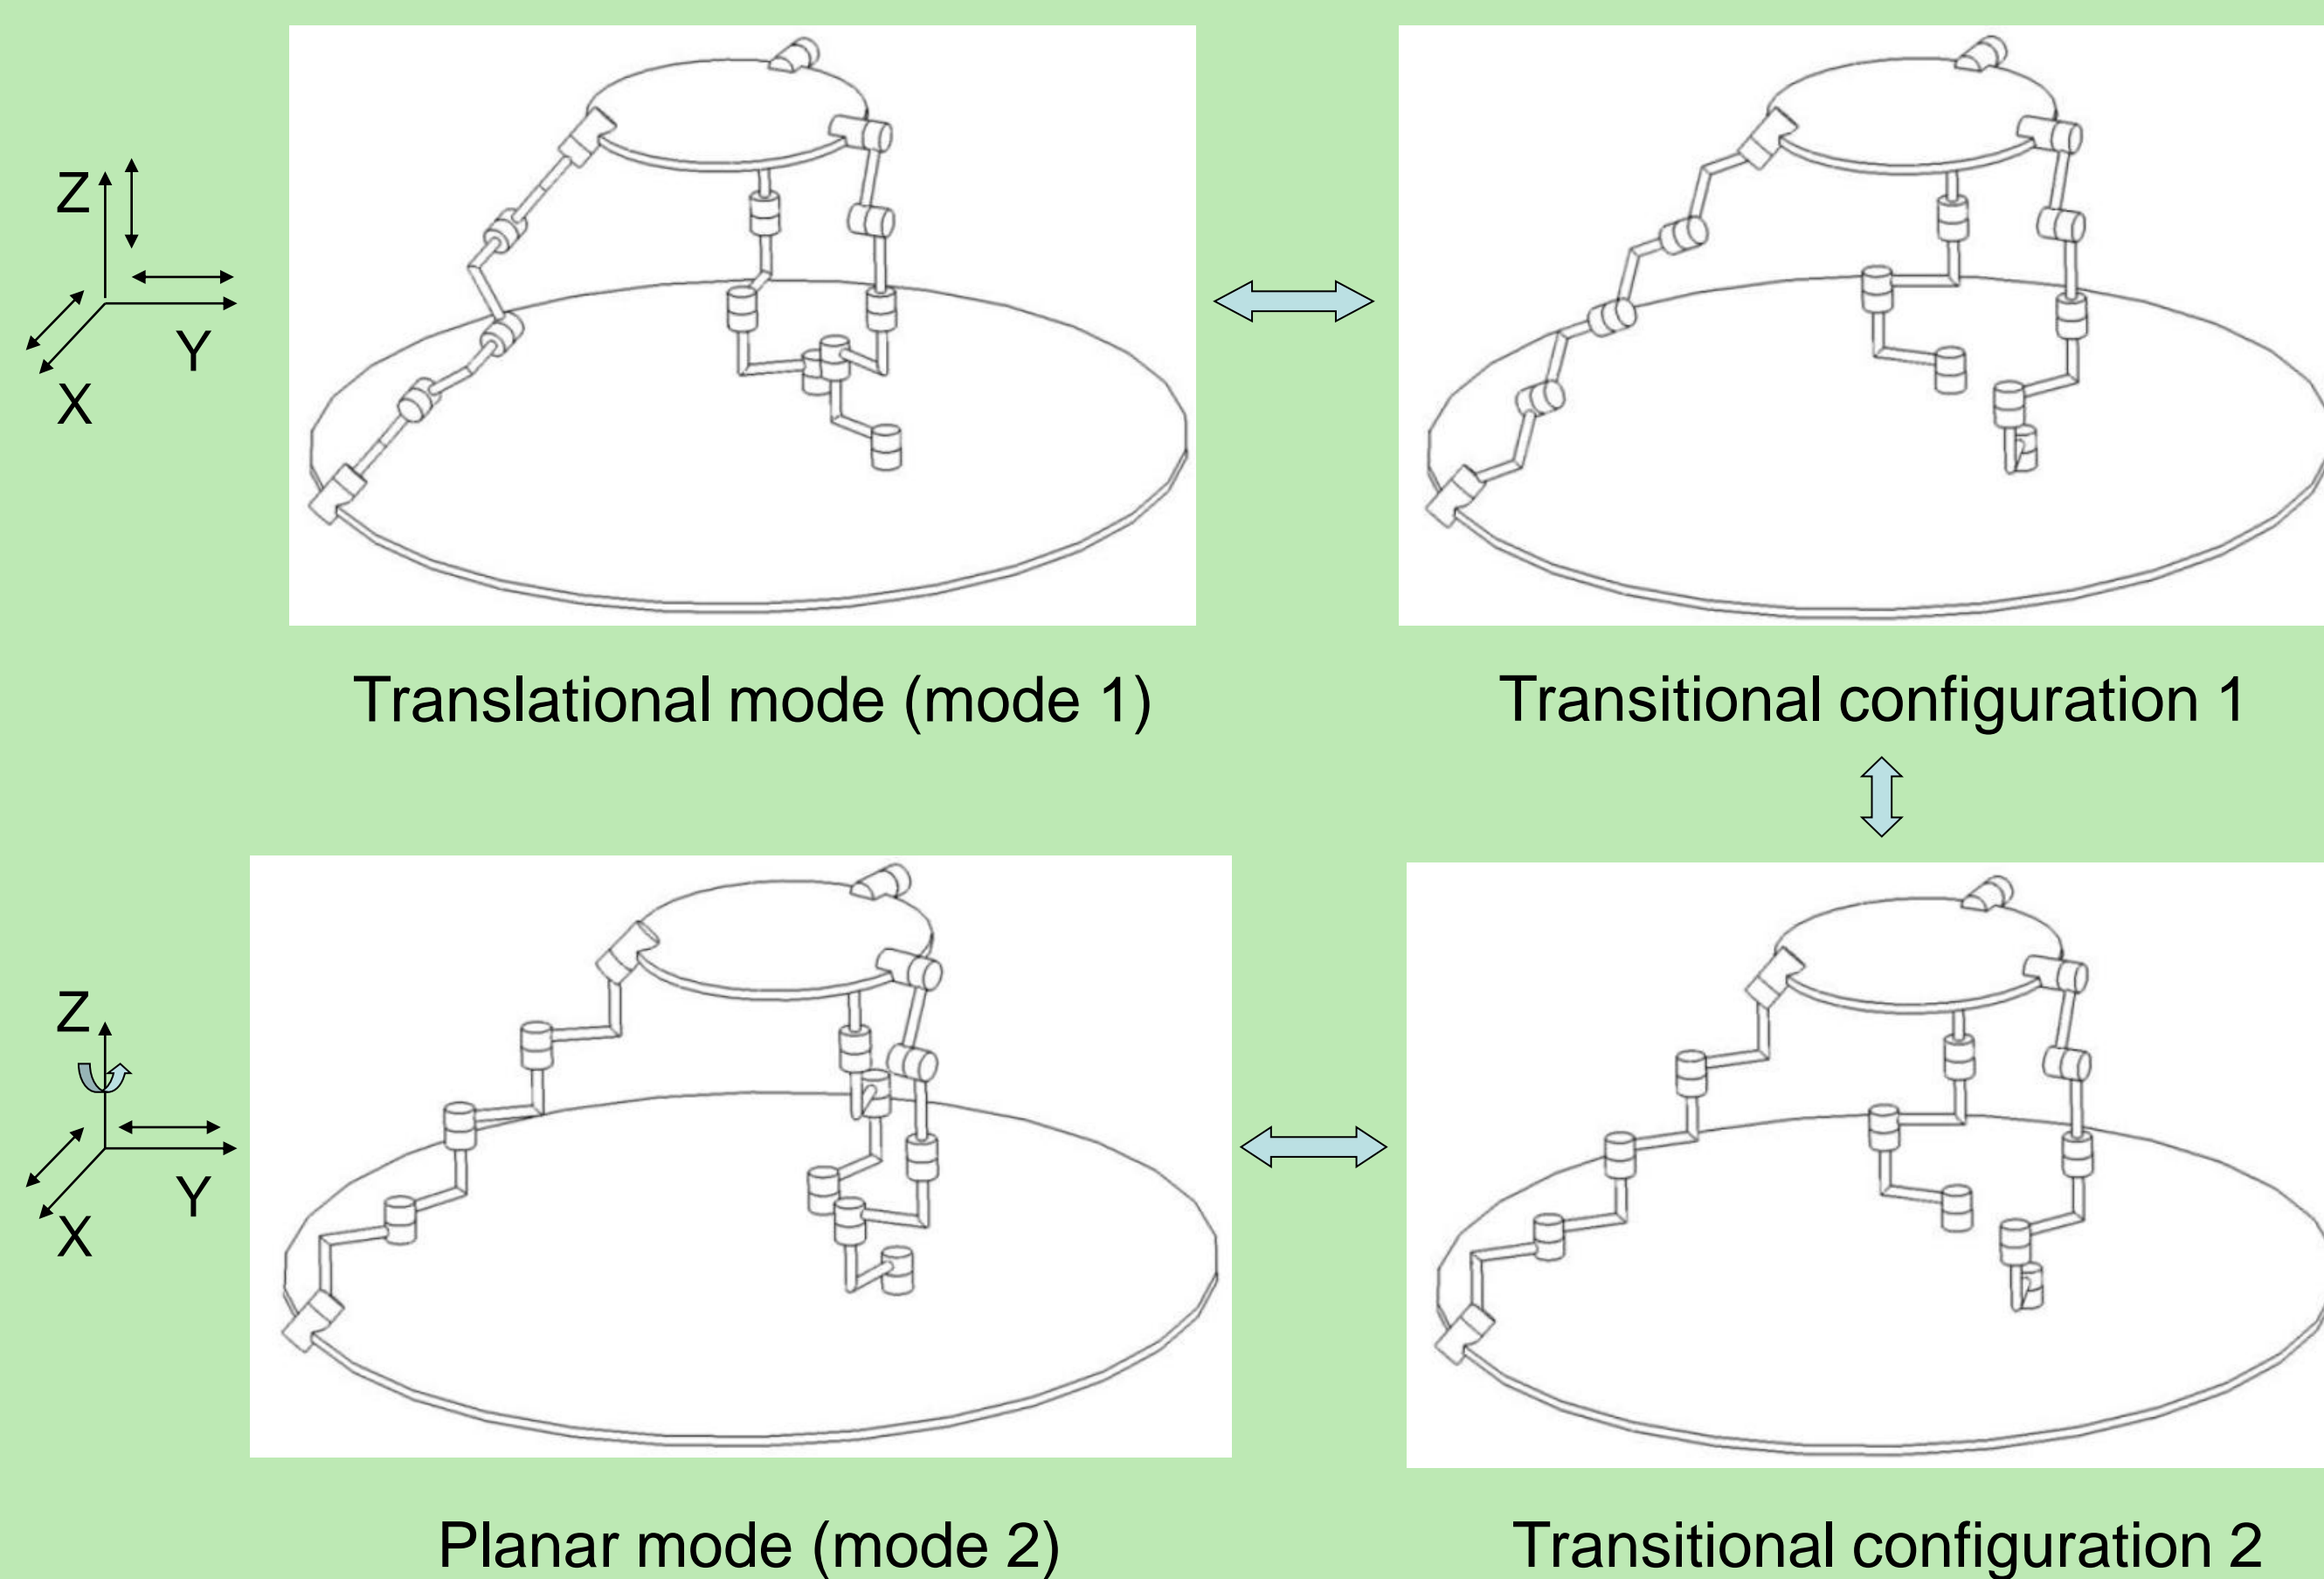 Z
Y
X
Translational mode (mode 1)
Transitional configuration 1
Z
Y
X
Planar mode (mode 2)
Transitional configuration 2